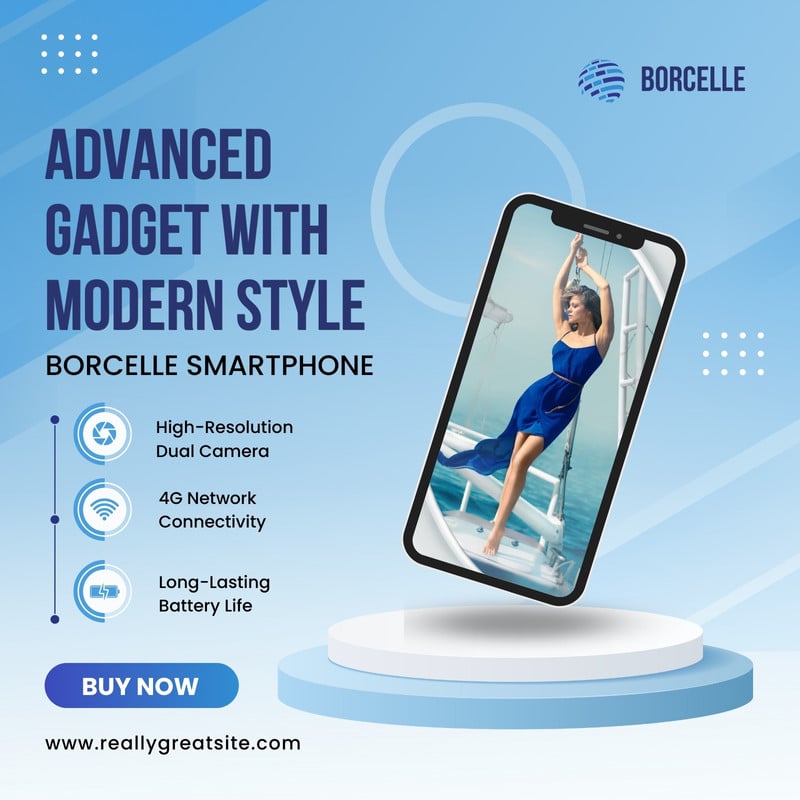 BORCELLE
ADVANCED
GADGET WITH
MODERN STYLE
BORCELLE SMARTPHONE
High-Resolution
Dual Camera
4G Network
Connectivity
Long-Lasting
Battery Life
BUY NOW
www.reallygreatsite.com